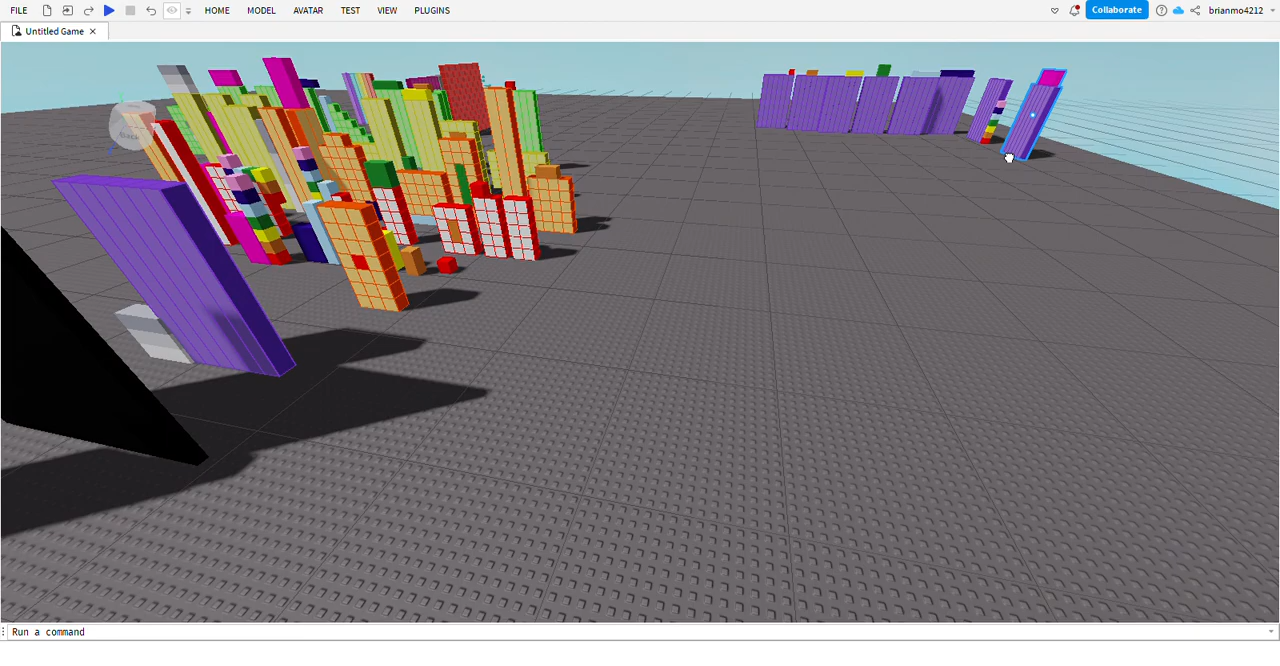 FILE HOME MODEL AVATAR TEST VIEW PLUGINS Collaborate brianmo4212
Untitled Game
Run a command